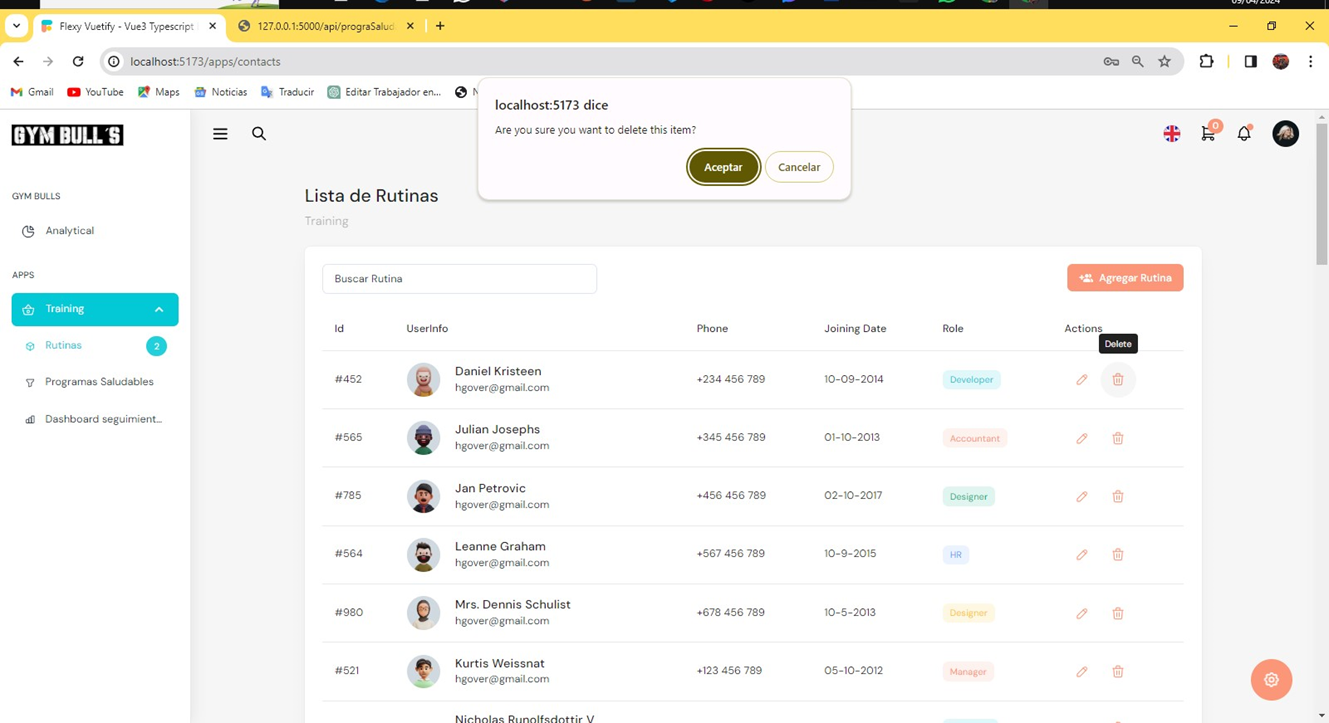 09/04/2024
Flexy Vuetify - Vue3 Typescript
127.0.0.1:5000/api/prograSalud
localhost:5173/apps/contacts
Gmail
YouTube
Maps
Noticias
Traducir
Editar Trabajador en...
localhost:5173 dice
Are you sure you want to delete this item?
Aceptar
Cancelar
GYM BULL'S
0
GYM BULLS
Analytical
APPS
Training
Rutinas
2
Programas Saludables
Dashboard seguimient...
Lista de Rutinas
Training
Buscar Rutina
Agregar Rutina
Id UserInfo Phone Joining Date Role Actions
Delete
#452 Daniel Kristeen +234 456 789 10-09-2014 Developer
hgover@gmail.com
#565 Julian Josephs +345 456 789 01-10-2013 Accountant
hgover@gmail.com
#785 Jan Petrovic +456 456 789 02-10-2017 Designer
hgover@gmail.com
#564 Leanne Graham +567 456 789 10-9-2015 HR
hgover@gmail.com
#980 Mrs. Dennis Schulist +678 456 789 10-5-2013 Designer
hgover@gmail.com
#521 Kurtis Weissnat +123 456 789 05-10-2012 Manager
hgover@gmail.com
Nicholas Runolfsdottir V